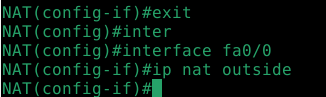 NAT(config-if)#exit
NAT(config)#inter
NAT(config)#interface fa0/0
NAT(config-if)#ip nat outside
NAT(config-if)#